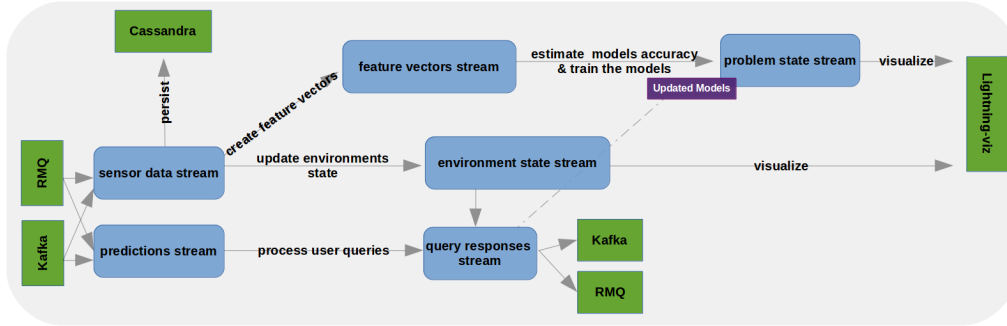 Cassandra
persist
create feature vectors
feature vectors stream
estimate models accuracy
& train the models
problem state stream
visualize
Updated Models
Lightning-viz
RMQ
sensor data stream
update environments
state
environment state stream
visualize
Kafka
predictions stream
process user queries
query responses
stream
Kafka
RMQ